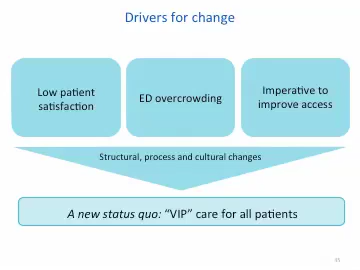 Drivers for change
Low patient
satisfaction
ED overcrowding
Imperative to
improve access
Structural, process and cultural changes
A new status quo: “VIP” care for all patients